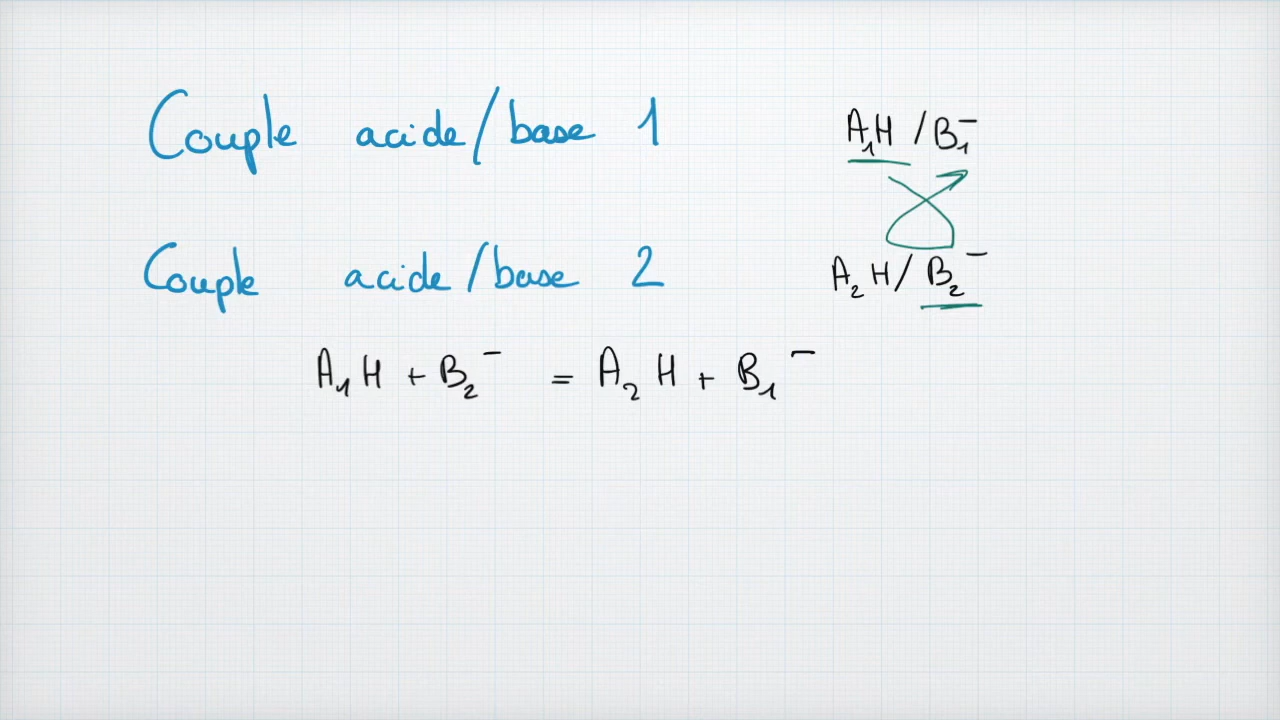 Couple acide/base 1 A₁H / B₁⁻
Couple acide/base 2 A₂H / B₂⁻
A₁H + B₂⁻ = A₂H + B₁⁻